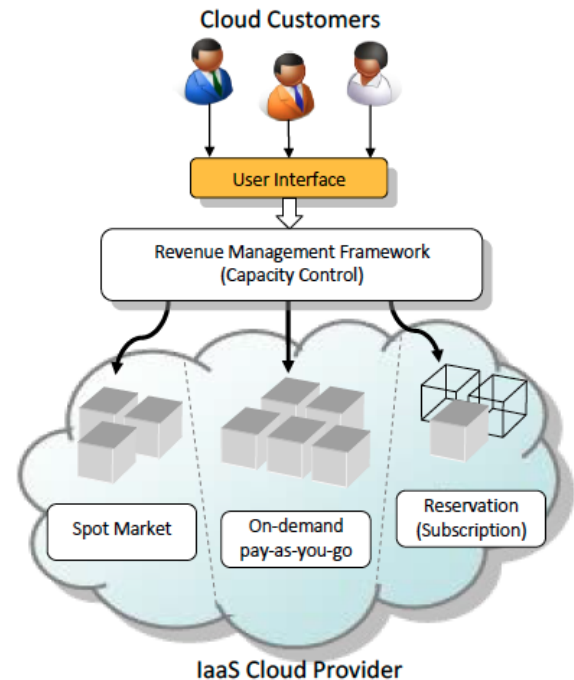 Cloud Customers
User Interface
Revenue Management Framework
(Capacity Control)
Spot Market
On-demand
pay-as-you-go
Reservation
(Subscription)
IaaS Cloud Provider